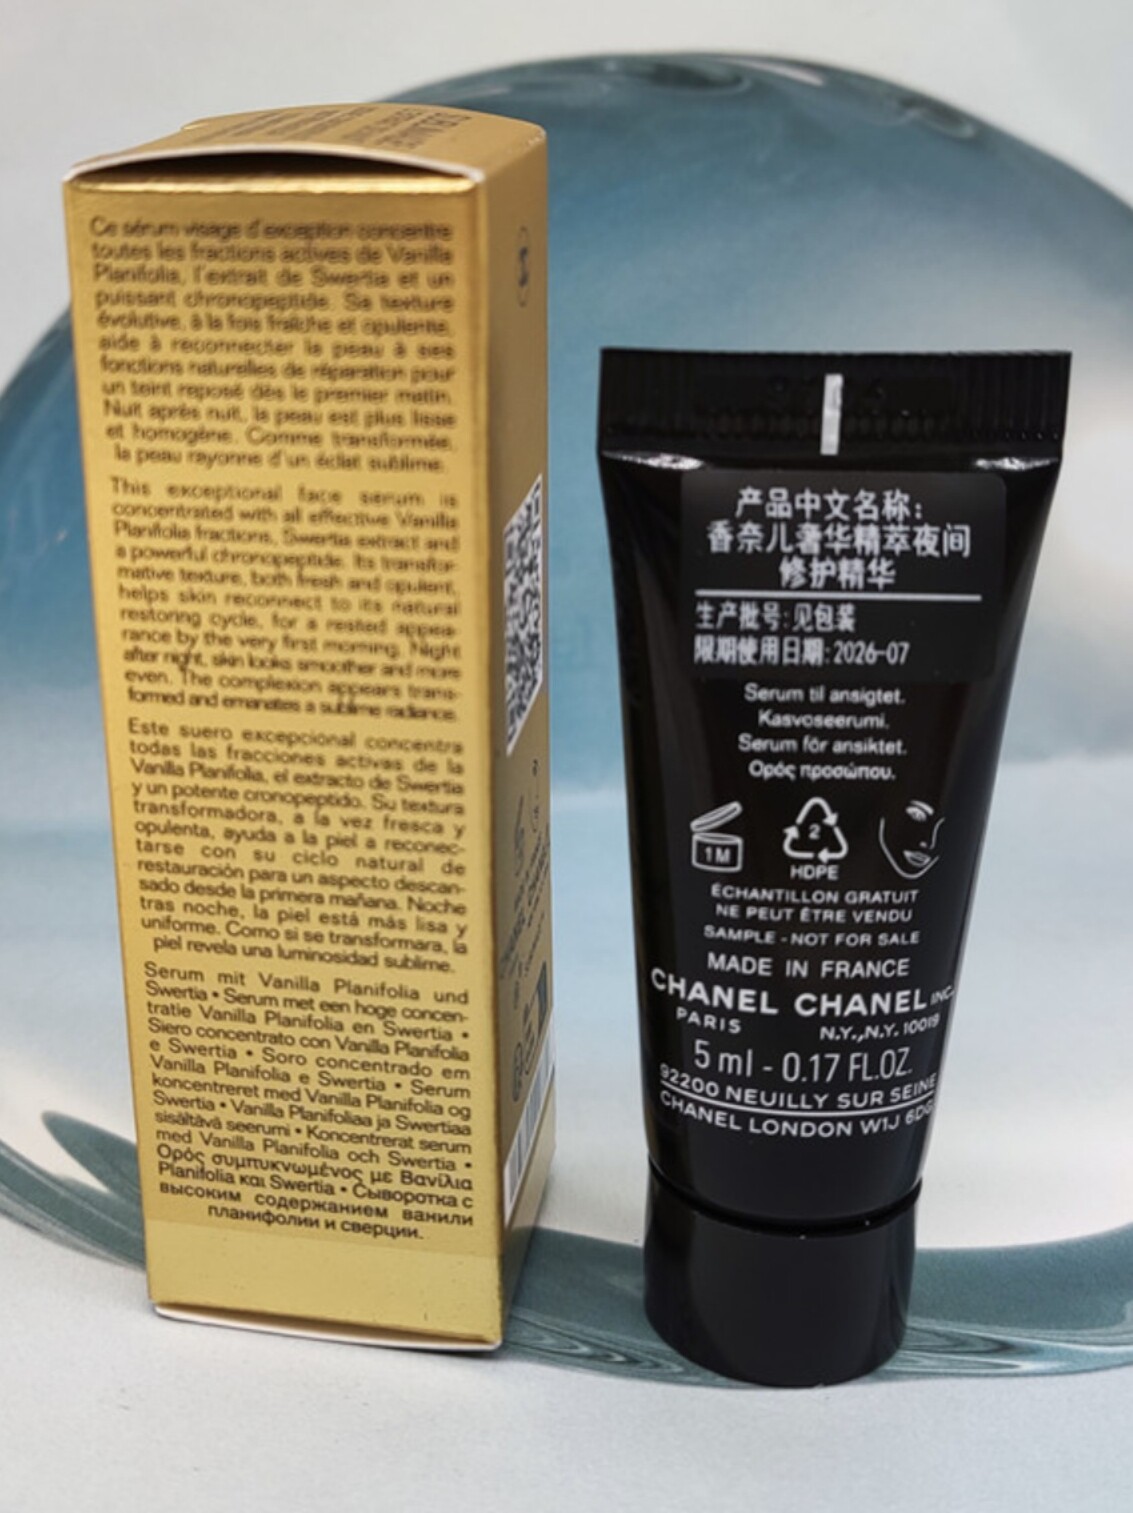 Ce sérum visage d'exception concentre
toutes les fractions actives de Vanilla
Planifolia, l'extrait de Swertia et un
puissant chronopeptide. Sa texture
évolutive, à la fois fraîche et opulente,
aide à reconnecter la peau à ses
fonctions naturelles de réparation pour
un teint reposé dès le premier matin.
Nuit après nuit, la peau est plus lisse
et homogène. Comme transformée,
la peau rayonne d'un éclat sublime.
This exceptional face serum is
concentrated with all effective Vanilla
Planifolia fractions, Swertia extract and
a powerful chronopeptide. Its transfor-
mative texture, both fresh and opulent,
helps skin reconnect to its natural
restoring cycle, for a rested appea-
rance by the very first morning. Night
after night, skin looks smoother and more
even. The complexion appears trans-
formed and emanates a sublime radiance.
Este suero excepcional concentra
todas las fracciones activas de la
Vanilla Planifolia, el extracto de Swertia
y un potente cronopeptido. Su textura
transformadora, a la vez fresca y
opulenta, ayuda a la piel a reconec-
tarse con su ciclo natural de
restauración para un aspecto descan-
sado desde la primera mañana. Noche
tras noche, la piel está más lisa y
uniforme. Como si se transformara, la
piel revela una luminosidad sublime.
Serum mit Vanilla Planifolia und
Swertia • Serum met een hoge concen-
tratie Vanilla Planifolia en Swertia •
Siero concentrato con Vanilla Planifolia
e Swertia • Soro concentrado em
Vanilla Planifolia e Swertia • Serum
koncentreret med Vanilla Planifolia og
Swertia • Vanilla Planifoliaa ja Swertiaa
sisältävä seerumi • Koncentrerat serum
med Vanilla Planifolia och Swertia •
Ορός συμπυκνωμένος με Βανίλια
Planifolia και Swertia • Сыворотка с
высоким содержанием ванили
планифолии и сверции.
产品中文名称:
香奈儿奢华精萃夜间
修护精华
生产批号:见包装
限期使用日期:2026-07
Serum til ansigtet.
Kasvoseerumi.
Serum för ansiktet.
Ορός προσώπου.
1M
2
HDPE
ÉCHANTILLON GRATUIT
NE PEUT ÊTRE VENDU
SAMPLE - NOT FOR SALE
MADE IN FRANCE
CHANEL CHANEL INC.
PARIS N.Y.,N.Y. 10019
5 ml - 0.17 FL.OZ.
92200 NEUILLY SUR SEINE
CHANEL LONDON W1J 6DG